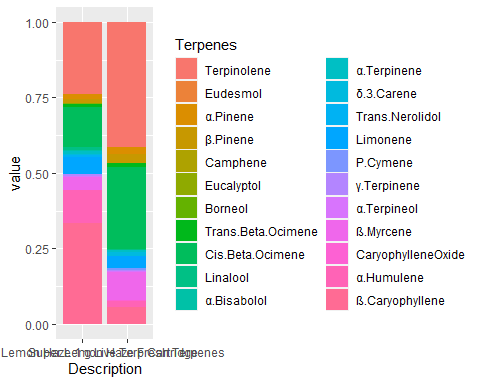 1.00
0.75
0.50
0.25
0.00
value
Description
Terpenes
Terpinolene
Eudesmol
α.Pinene
β.Pinene
Camphene
Eucalyptol
Borneol
Trans.Beta.Ocimene
Cis.Beta.Ocimene
Linalool
α.Bisabolol
α.Terpinene
δ.3.Carene
Trans.Nerolidol
Limonene
P.Cymene
γ.Terpinene
α.Terpineol
ß.Myrcene
CaryophylleneOxide
α.Humulene
ß.Caryophyllene